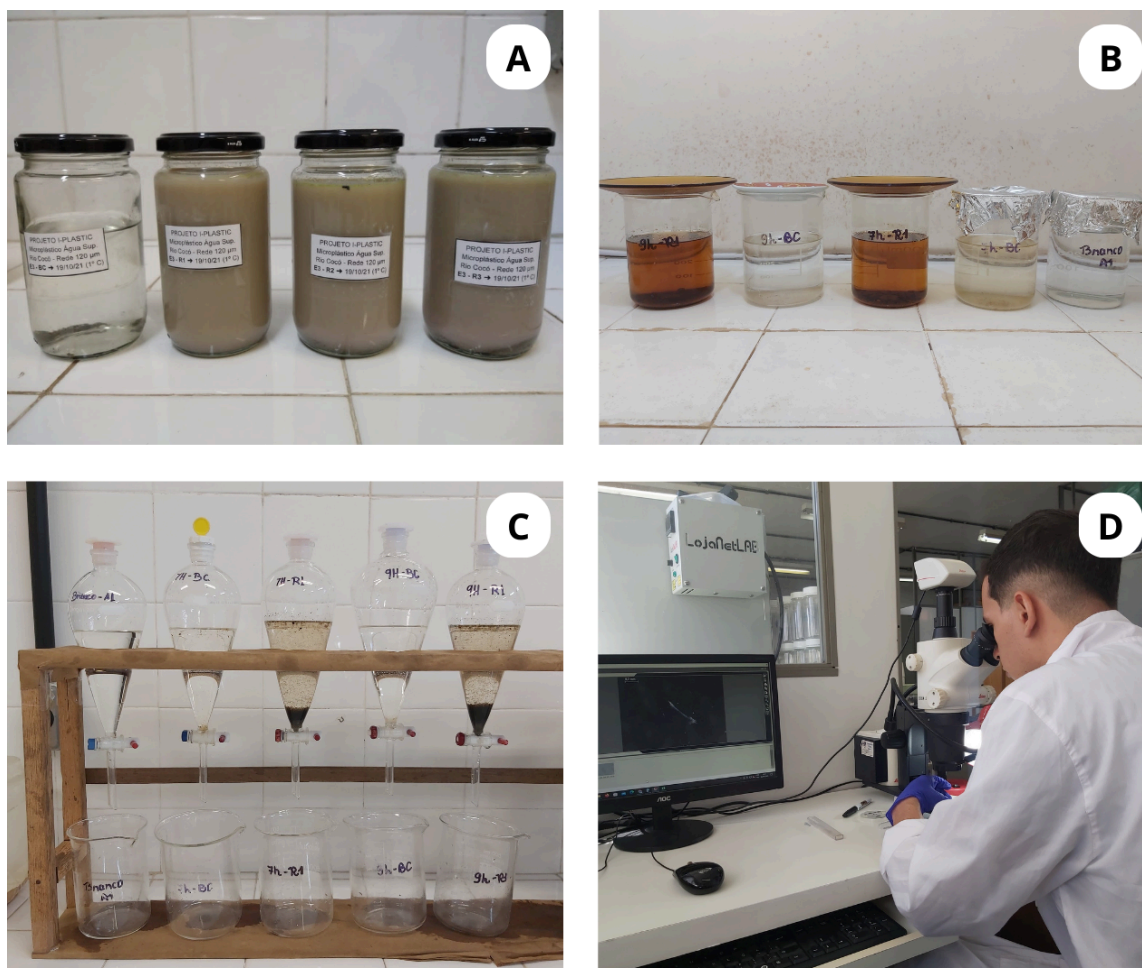 A
PROJETO I-PLASTIC
Microplástico Água Sup.
Rio Cocó - Rede 120 µm
E3 - BC ➔ 19/10/21 (1º C)
PROJETO I-PLASTIC
Microplástico Água Sup.
Rio Cocó - Rede 120 µm
E3 - R1 ➔ 19/10/21 (1º C)
PROJETO I-PLASTIC
Microplástico Água Sup.
Rio Cocó - Rede 120 µm
E3 - R2 ➔ 19/10/21 (1º C)
PROJETO I-PLASTIC
Microplástico Água Sup.
Rio Cocó - Rede 120 µm
E3 - R3 ➔ 19/10/21 (1º C)
B
9h-R1
9h-BC
7h-R1
7h-BC
Branco
A1
C
Branco-A1
7H-BC
7H-R1
9H-BC
9H-R1
Branco
A1
7h-BC
7h-R1
9h-BC
9h-R1
D
LojaNetLAB
AOC